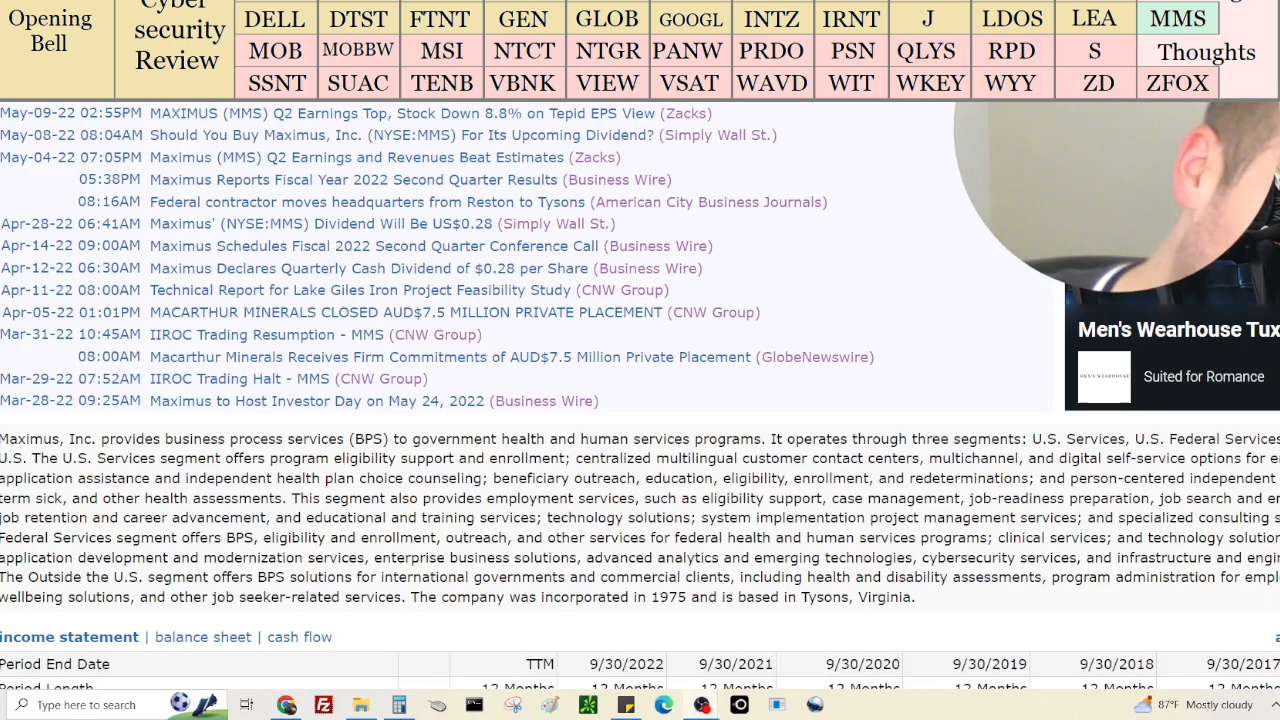 Opening
Bell
Cyber
security
Review
DELL DTST FTNT GEN GLOB GOOGL INTZ IRNT J LDOS LEA MMS
MOB MOBBW MSI NTCT NTGR PANW PRDO PSN QLYS RPD S Thoughts
SSNT SUAC TENB VBNK VIEW VSAT WAVD WIT WKEY WYY ZD ZFOX
May-09-22 02:55PM MAXIMUS (MMS) Q2 Earnings Top, Stock Down 8.8% on Tepid EPS View (Zacks)
May-08-22 08:04AM Should You Buy Maximus, Inc. (NYSE:MMS) For Its Upcoming Dividend? (Simply Wall St.)
May-04-22 07:05PM Maximus (MMS) Q2 Earnings and Revenues Beat Estimates (Zacks)
05:38PM Maximus Reports Fiscal Year 2022 Second Quarter Results (Business Wire)
08:16AM Federal contractor moves headquarters from Reston to Tysons (American City Business Journals)
Apr-28-22 06:41AM Maximus' (NYSE:MMS) Dividend Will Be US$0.28 (Simply Wall St.)
Apr-14-22 09:00AM Maximus Schedules Fiscal 2022 Second Quarter Conference Call (Business Wire)
Apr-12-22 06:30AM Maximus Declares Quarterly Cash Dividend of $0.28 per Share (Business Wire)
Apr-11-22 08:00AM Technical Report for Lake Giles Iron Project Feasibility Study (CNW Group)
Apr-05-22 01:01PM MACARTHUR MINERALS CLOSED AUD$7.5 MILLION PRIVATE PLACEMENT (CNW Group)
Mar-31-22 10:45AM IIROC Trading Resumption - MMS (CNW Group)
08:00AM Macarthur Minerals Receives Firm Commitments of AUD$7.5 Million Private Placement (GlobeNewswire)
Mar-29-22 07:52AM IIROC Trading Halt - MMS (CNW Group)
Mar-28-22 09:25AM Maximus to Host Investor Day on May 24, 2022 (Business Wire)
Men's Wearhouse Tux
MEN'S WEARHOUSE
Suited for Romance
Maximus, Inc. provides business process services (BPS) to government health and human services programs. It operates through three segments: U.S. Services, U.S. Federal Services
U.S. The U.S. Services segment offers program eligibility support and enrollment; centralized multilingual customer contact centers, multichannel, and digital self-service options for e
application assistance and independent health plan choice counseling; beneficiary outreach, education, eligibility, enrollment, and redeterminations; and person-centered independent
term sick, and other health assessments. This segment also provides employment services, such as eligibility support, case management, job-readiness preparation, job search and e
job retention and career advancement, and educational and training services; technology solutions; system implementation project management services; and specialized consulting s
Federal Services segment offers BPS, eligibility and enrollment, outreach, and other services for federal health and human services programs; clinical services; and technology solution
application development and modernization services, enterprise business solutions, advanced analytics and emerging technologies, cybersecurity services, and infrastructure and engin
The Outside the U.S. segment offers BPS solutions for international governments and commercial clients, including health and disability assessments, program administration for empl
wellbeing solutions, and other job seeker-related services. The company was incorporated in 1975 and is based in Tysons, Virginia.
income statement | balance sheet | cash flow
Period End Date TTM 9/30/2022 9/30/2021 9/30/2020 9/30/2019 9/30/2018 9/30/2017
Period Length 12 Months 12 Months 12 Months 12 Months 12 Months 12 Months 12 Months
Type here to search
87°F Mostly cloudy